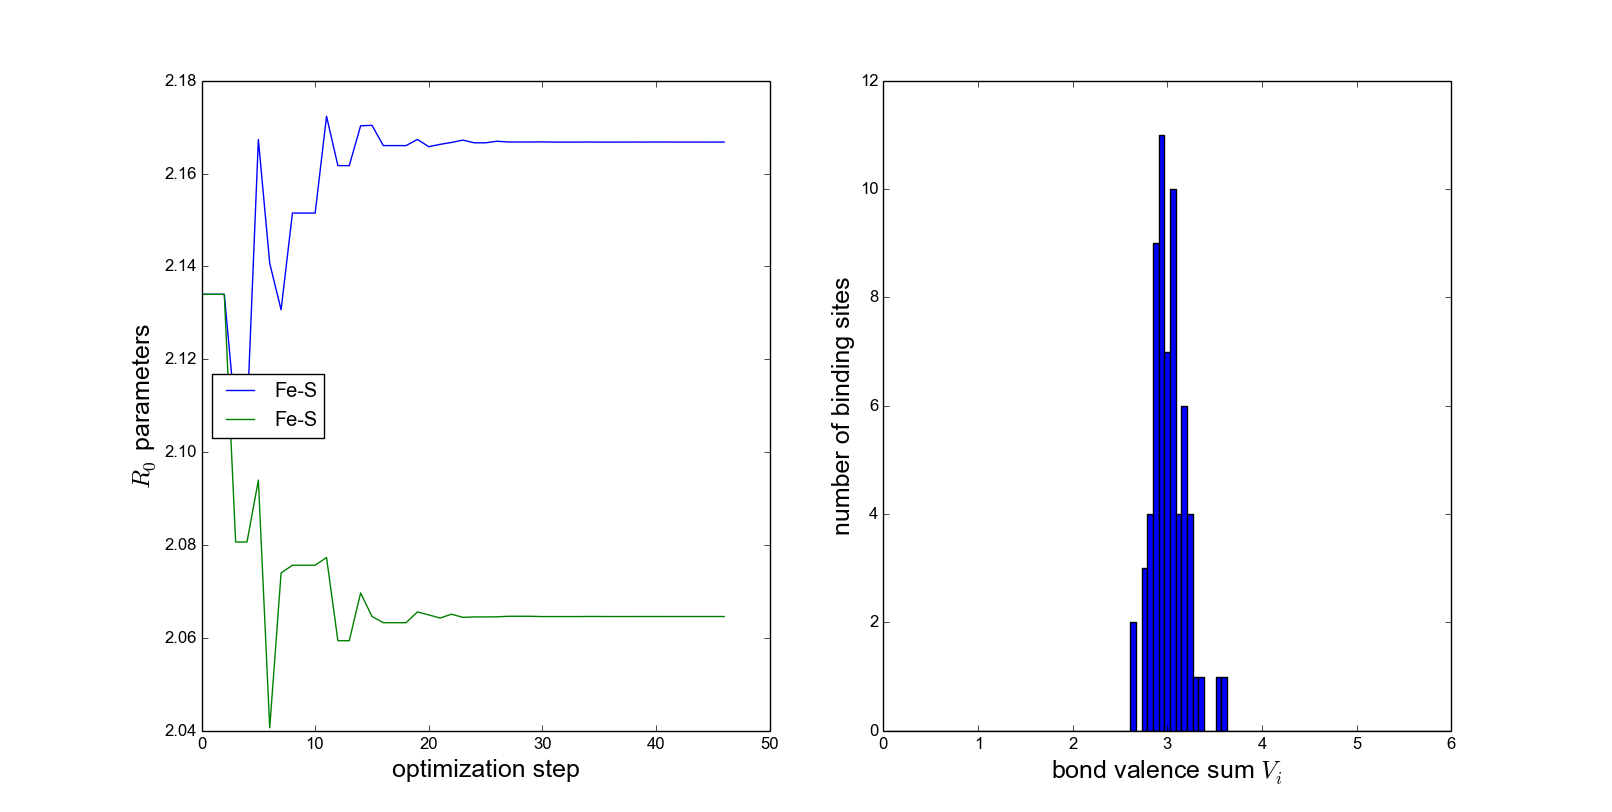 2.18
2.16
2.14
2.12
2.10
2.08
2.06
2.04
0 10 20 30 40 50
R₀ parameters
optimization step
Fe-S
Fe-S
12
10
8
6
4
2
0
0 1 2 3 4 5 6
number of binding sites
bond valence sum Vᵢ